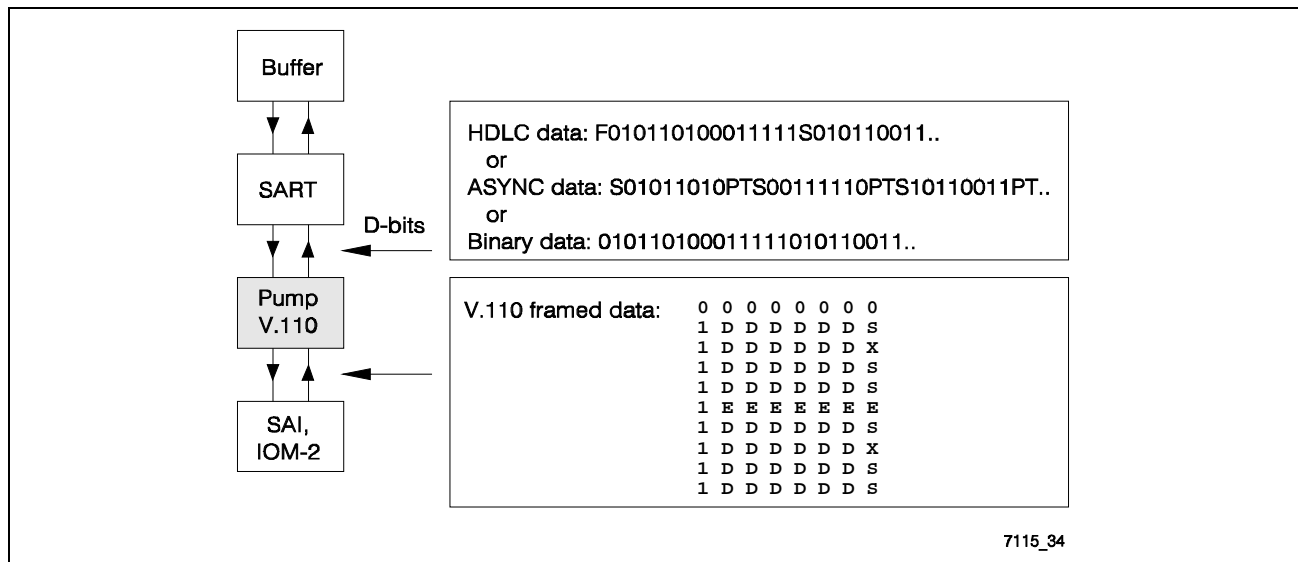 Buffer
SART
D-bits
Pump
V.110
SAI,
IOM-2
HDLC data: F010110100011111S010110011..
or
ASYNC data: S01011010PTS00111110PTS10110011PT..
or
Binary data: 010110100011111010110011..
V.110 framed data:
0 0 0 0 0 0 0 0
1 D D D D D D S
1 D D D D D D X
1 D D D D D D S
1 D D D D D D S
1 E E E E E E E
1 D D D D D D S
1 D D D D D D X
1 D D D D D D S
1 D D D D D D S
7115_34